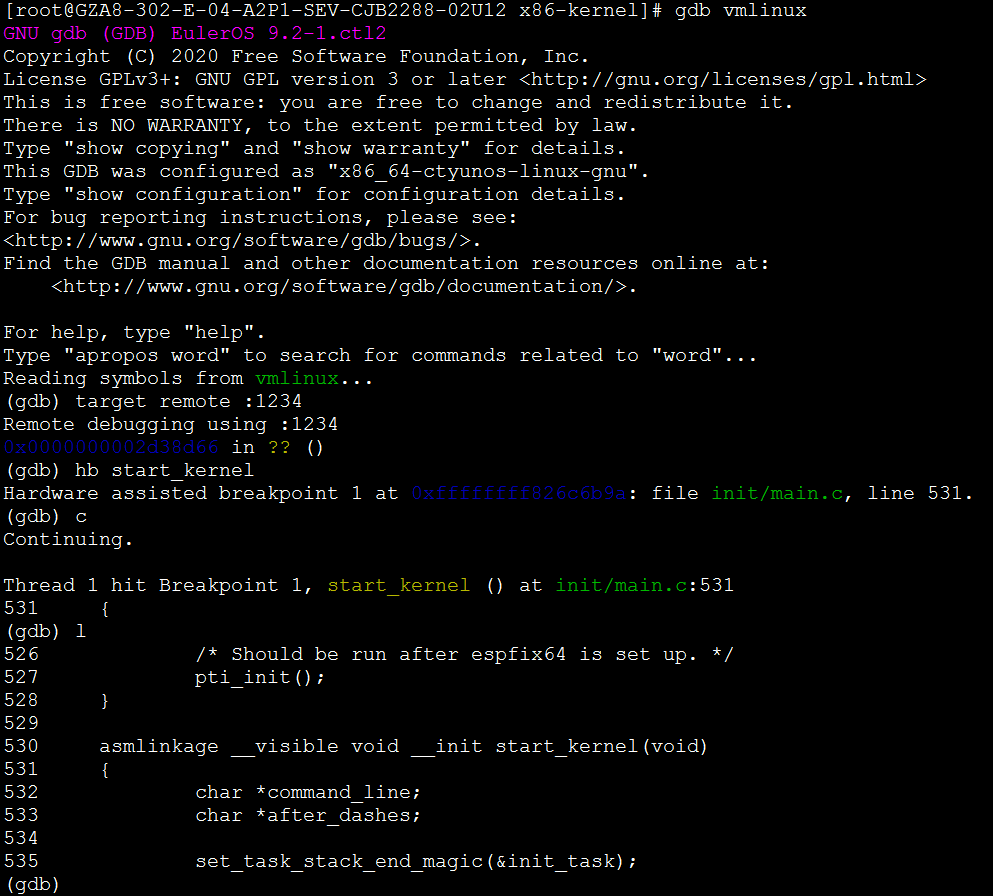 [root@GZA8-302-E-04-A2P1-SEV-CJB2288-02U12 x86-kernel]# gdb vmlinux
GNU gdb (GDB) EulerOS 9.2-1.ctl2
Copyright (C) 2020 Free Software Foundation, Inc.
License GPLv3+: GNU GPL version 3 or later <http://gnu.org/licenses/gpl.html>
This is free software: you are free to change and redistribute it.
There is NO WARRANTY, to the extent permitted by law.
Type "show copying" and "show warranty" for details.
This GDB was configured as "x86_64-ctyunos-linux-gnu".
Type "show configuration" for configuration details.
For bug reporting instructions, please see:
<http://www.gnu.org/software/gdb/bugs/>.
Find the GDB manual and other documentation resources online at:
    <http://www.gnu.org/software/gdb/documentation/>.

For help, type "help".
Type "apropos word" to search for commands related to "word"...
Reading symbols from vmlinux...
(gdb) target remote :1234
Remote debugging using :1234
0x0000000002d38d66 in ?? ()
(gdb) hb start_kernel
Hardware assisted breakpoint 1 at 0xffffffff826c6b9a: file init/main.c, line 531.
(gdb) c
Continuing.

Thread 1 hit Breakpoint 1, start_kernel () at init/main.c:531
531     {
(gdb) l
526             /* Should be run after espfix64 is set up. */
527             pti_init();
528     }
529
530     asmlinkage __visible void __init start_kernel(void)
531     {
532             char *command_line;
533             char *after_dashes;
534
535             set_task_stack_end_magic(&init_task);
(gdb)